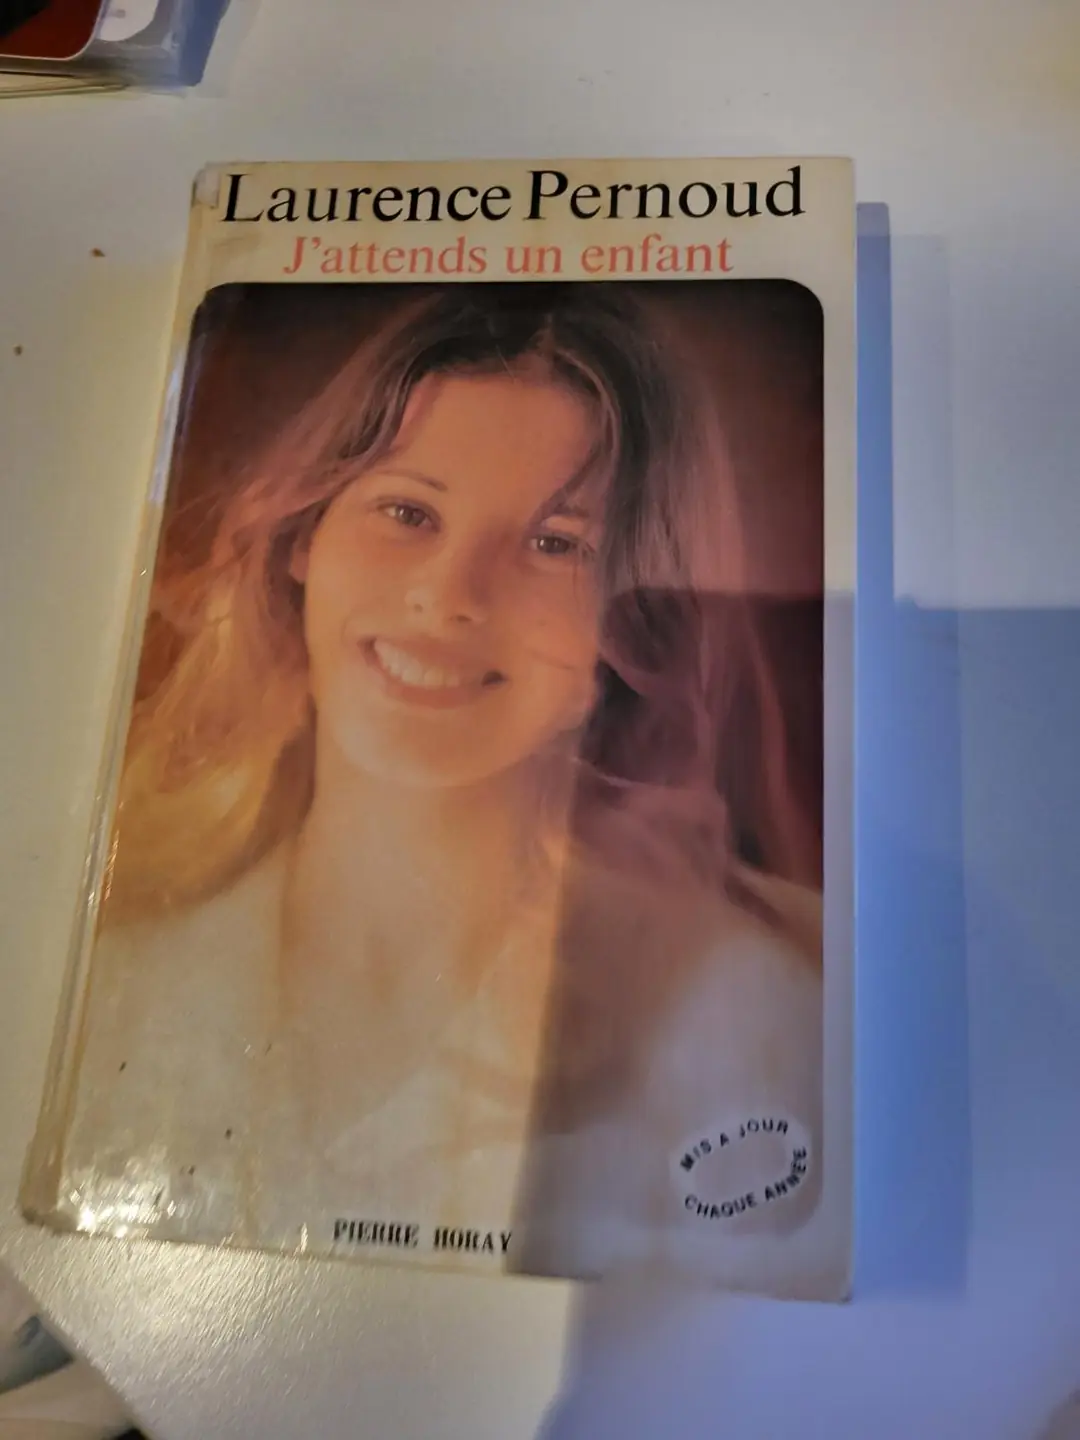 Laurence Pernoud
J'attends un enfant
MIS A JOUR
CHAQUE ANNÉE
PIERRE HORAY